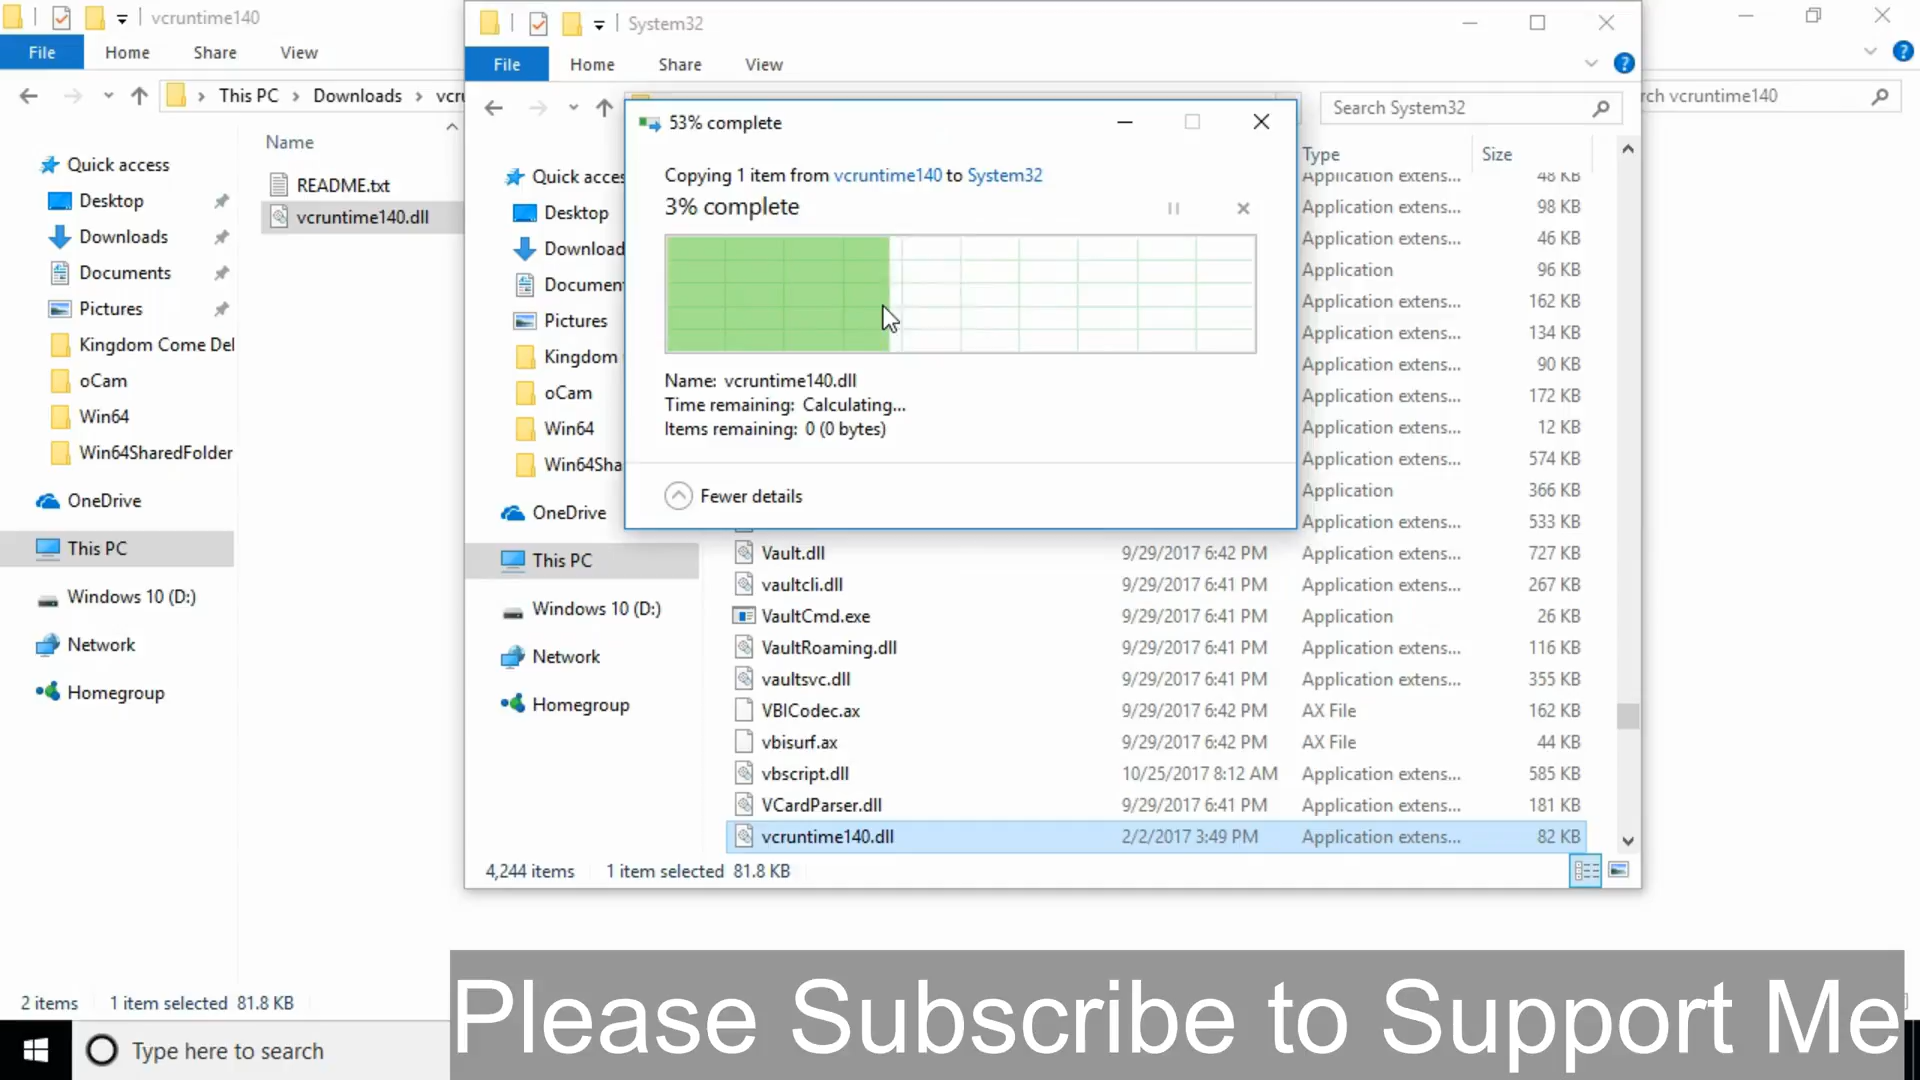 vcruntime140
File
Home
Share
View
This PC
Downloads
rch vcruntime140
Name
README.txt
vcruntime140.dll
Quick access
Desktop
Downloads
Documents
Pictures
Kingdom Come Del
oCam
Win64
Win64SharedFolder
OneDrive
This PC
Windows 10 (D:)
Network
Homegroup
2 items 1 item selected 81.8 KB
System32
File
Home
Share
View
Search System32
Quick acces
Desktop
Download
Documen
Pictures
Kingdom
oCam
Win64
Win64Sha
OneDrive
This PC
Windows 10 (D:)
Network
Homegroup
53% complete
Copying 1 item from vcruntime140 to System32
3% complete
Name: vcruntime140.dll
Time remaining: Calculating...
Items remaining: 0 (0 bytes)
Fewer details
Type Size
Application extens... 48 KB
Application extens... 98 KB
Application extens... 46 KB
Application 96 KB
Application extens... 162 KB
Application extens... 134 KB
Application extens... 90 KB
Application extens... 172 KB
Application extens... 12 KB
Application extens... 574 KB
Application 366 KB
Application extens... 533 KB
Vault.dll 9/29/2017 6:42 PM Application extens... 727 KB
vaultcli.dll 9/29/2017 6:41 PM Application extens... 267 KB
VaultCmd.exe 9/29/2017 6:41 PM Application 26 KB
VaultRoaming.dll 9/29/2017 6:41 PM Application extens... 116 KB
vaultsvc.dll 9/29/2017 6:41 PM Application extens... 355 KB
VBICodec.ax 9/29/2017 6:42 PM AX File 162 KB
vbisurf.ax 9/29/2017 6:42 PM AX File 44 KB
vbscript.dll 10/25/2017 8:12 AM Application extens... 585 KB
VCardParser.dll 9/29/2017 6:41 PM Application extens... 181 KB
vcruntime140.dll 2/2/2017 3:49 PM Application extens... 82 KB
4,244 items 1 item selected 81.8 KB
Please Subscribe to Support Me
Type here to search